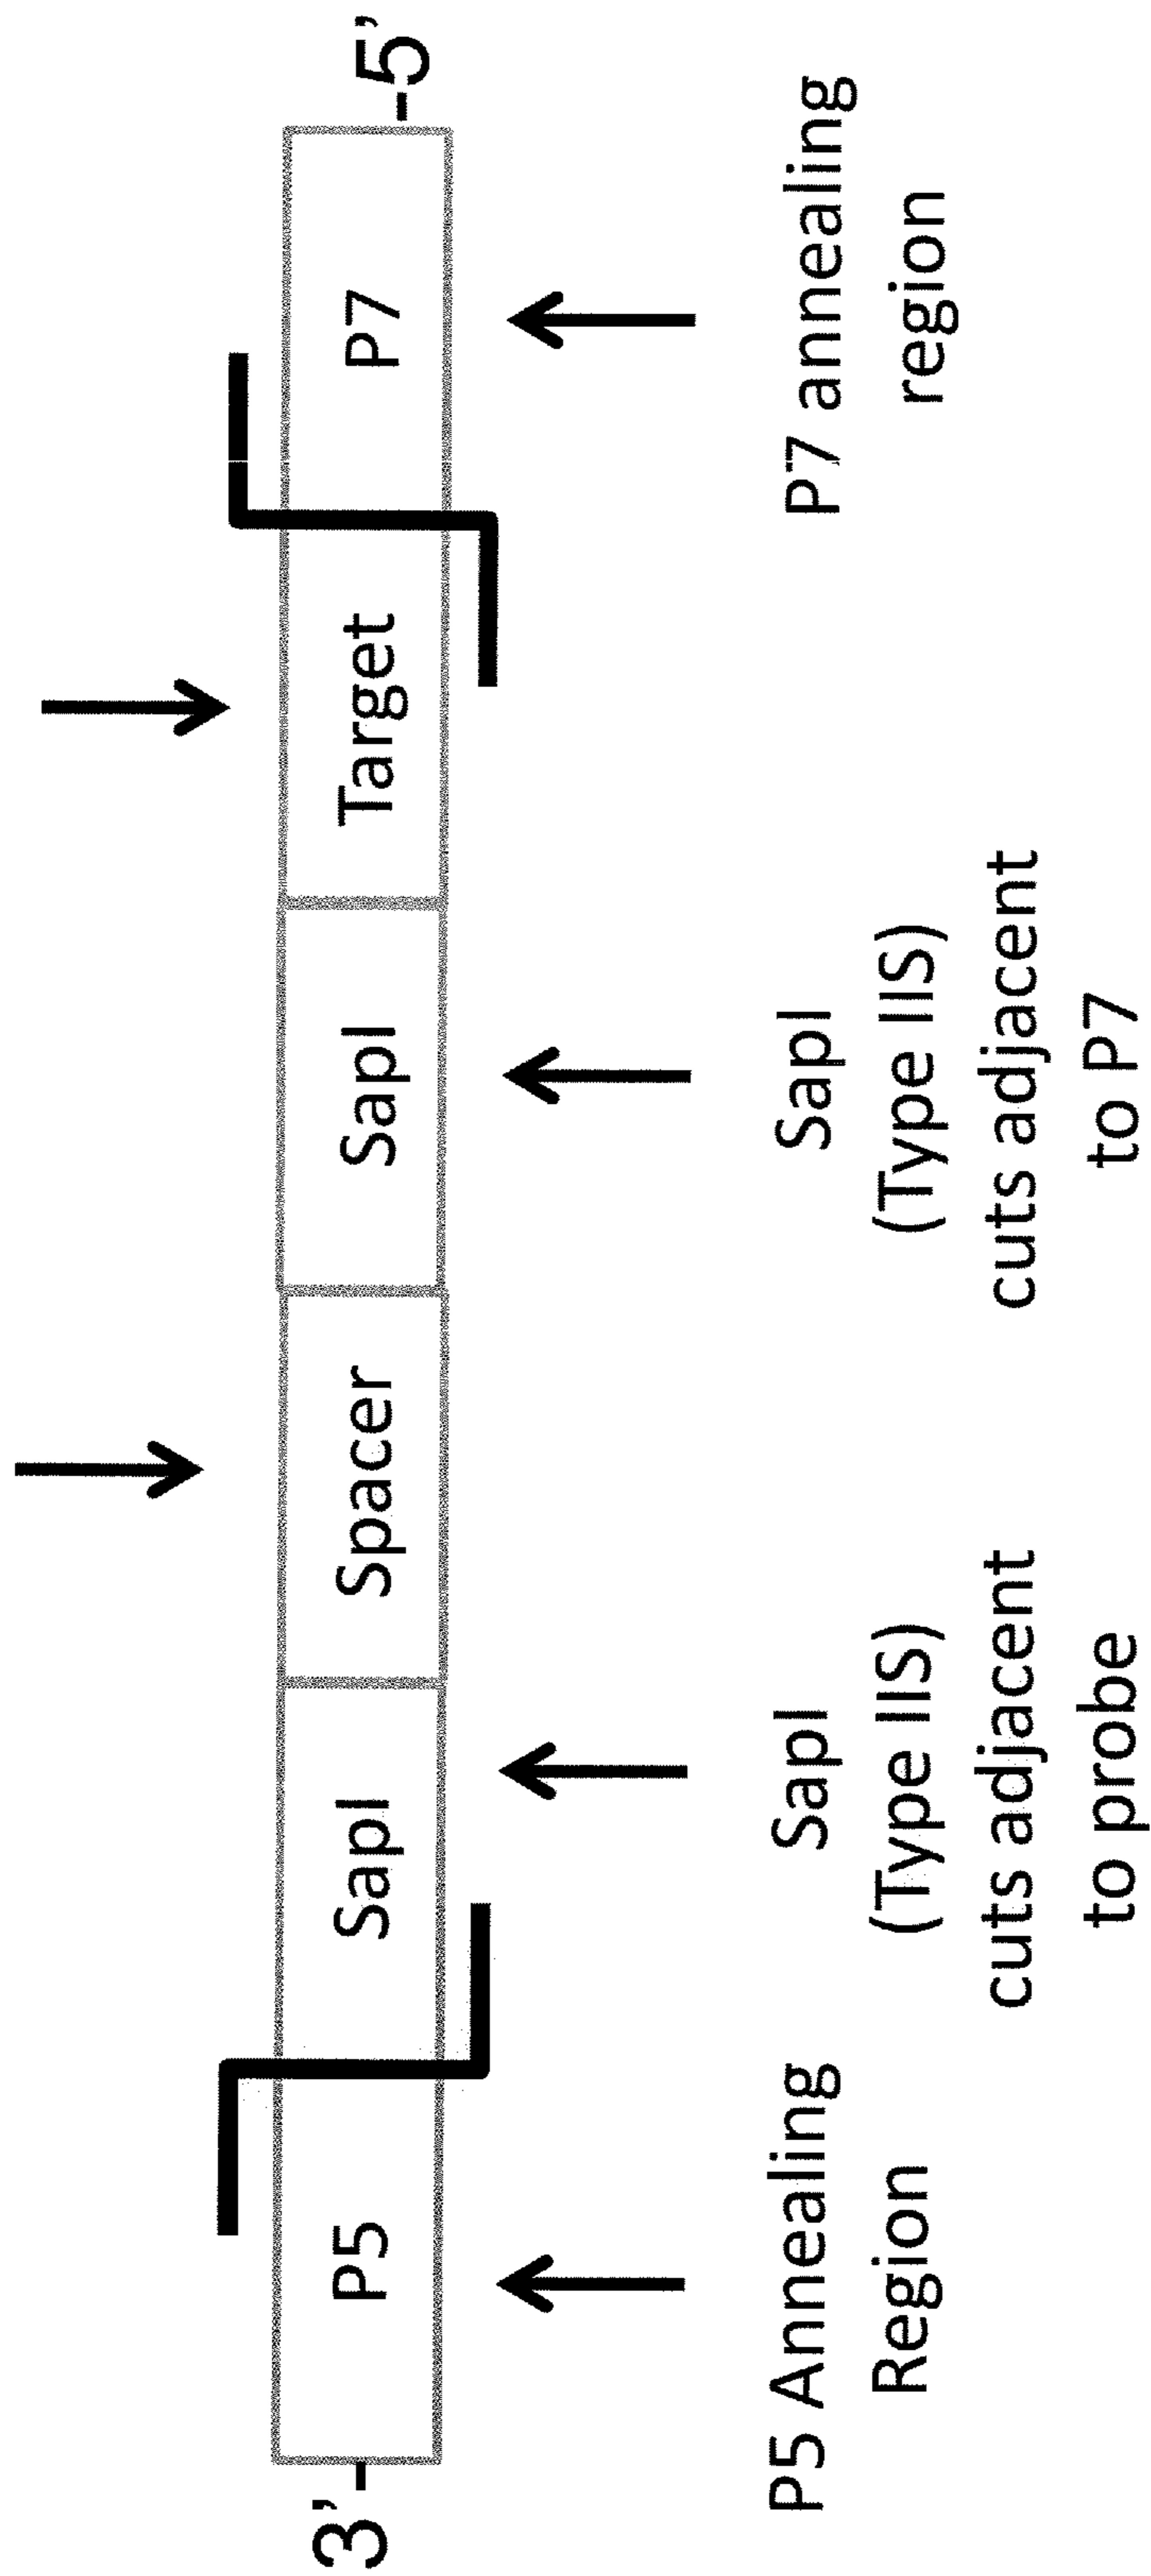 3'
P5
SapI
Spacer
SapI
Target
P7
5'
P5 Annealing
Region
SapI
(Type IIS)
cuts adjacent
to probe
SapI
(Type IIS)
cuts adjacent
to P7
P7 annealing
region